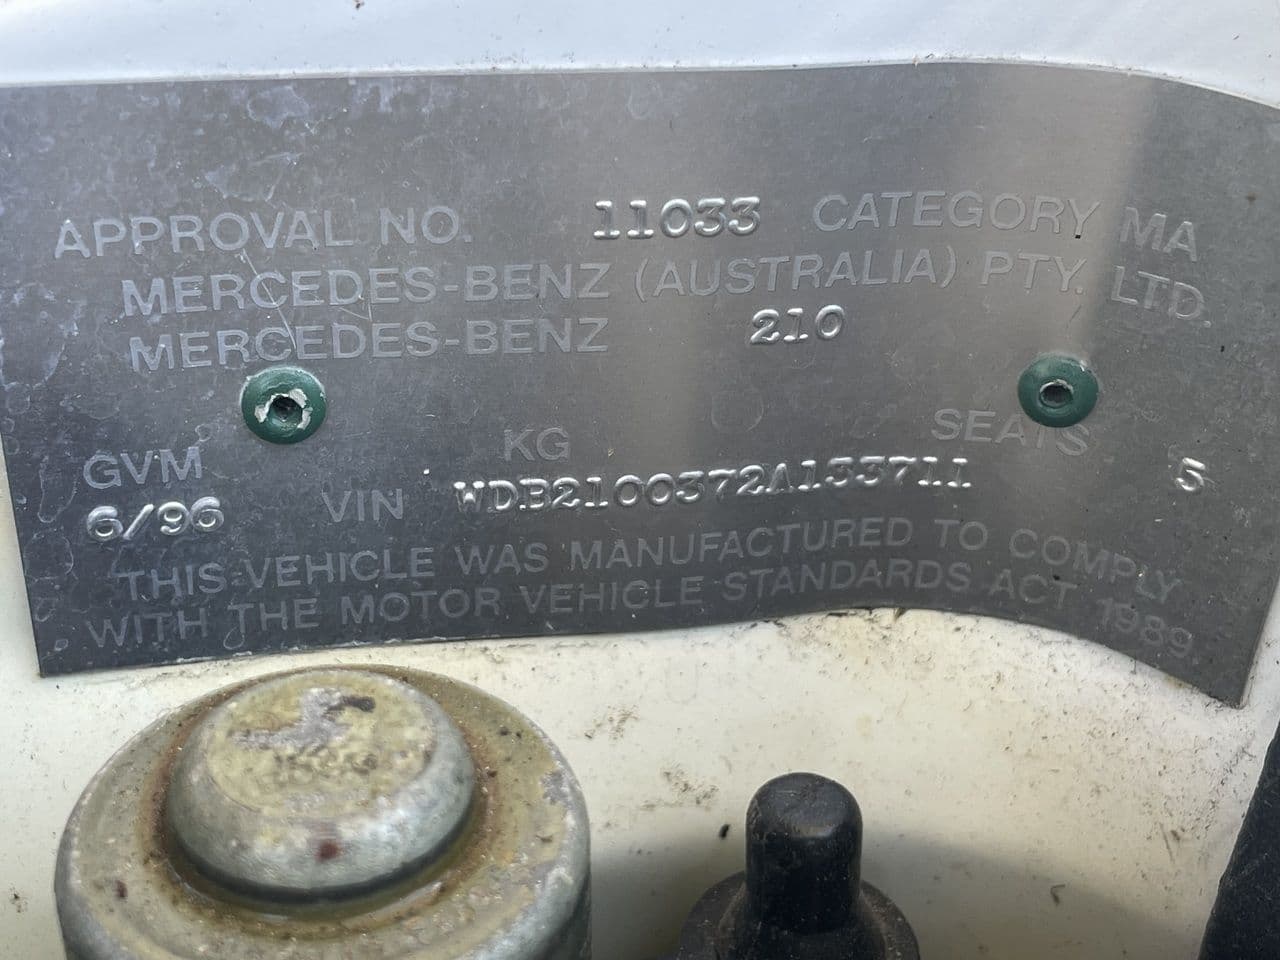 APPROVAL NO. 11033 CATEGORY MA
MERCEDES-BENZ (AUSTRALIA) PTY. LTD.
MERCEDES-BENZ 210
GVM KG SEATS 5
6/96 VIN WDB2100372A133711
THIS VEHICLE WAS MANUFACTURED TO COMPLY
WITH THE MOTOR VEHICLE STANDARDS ACT 1989